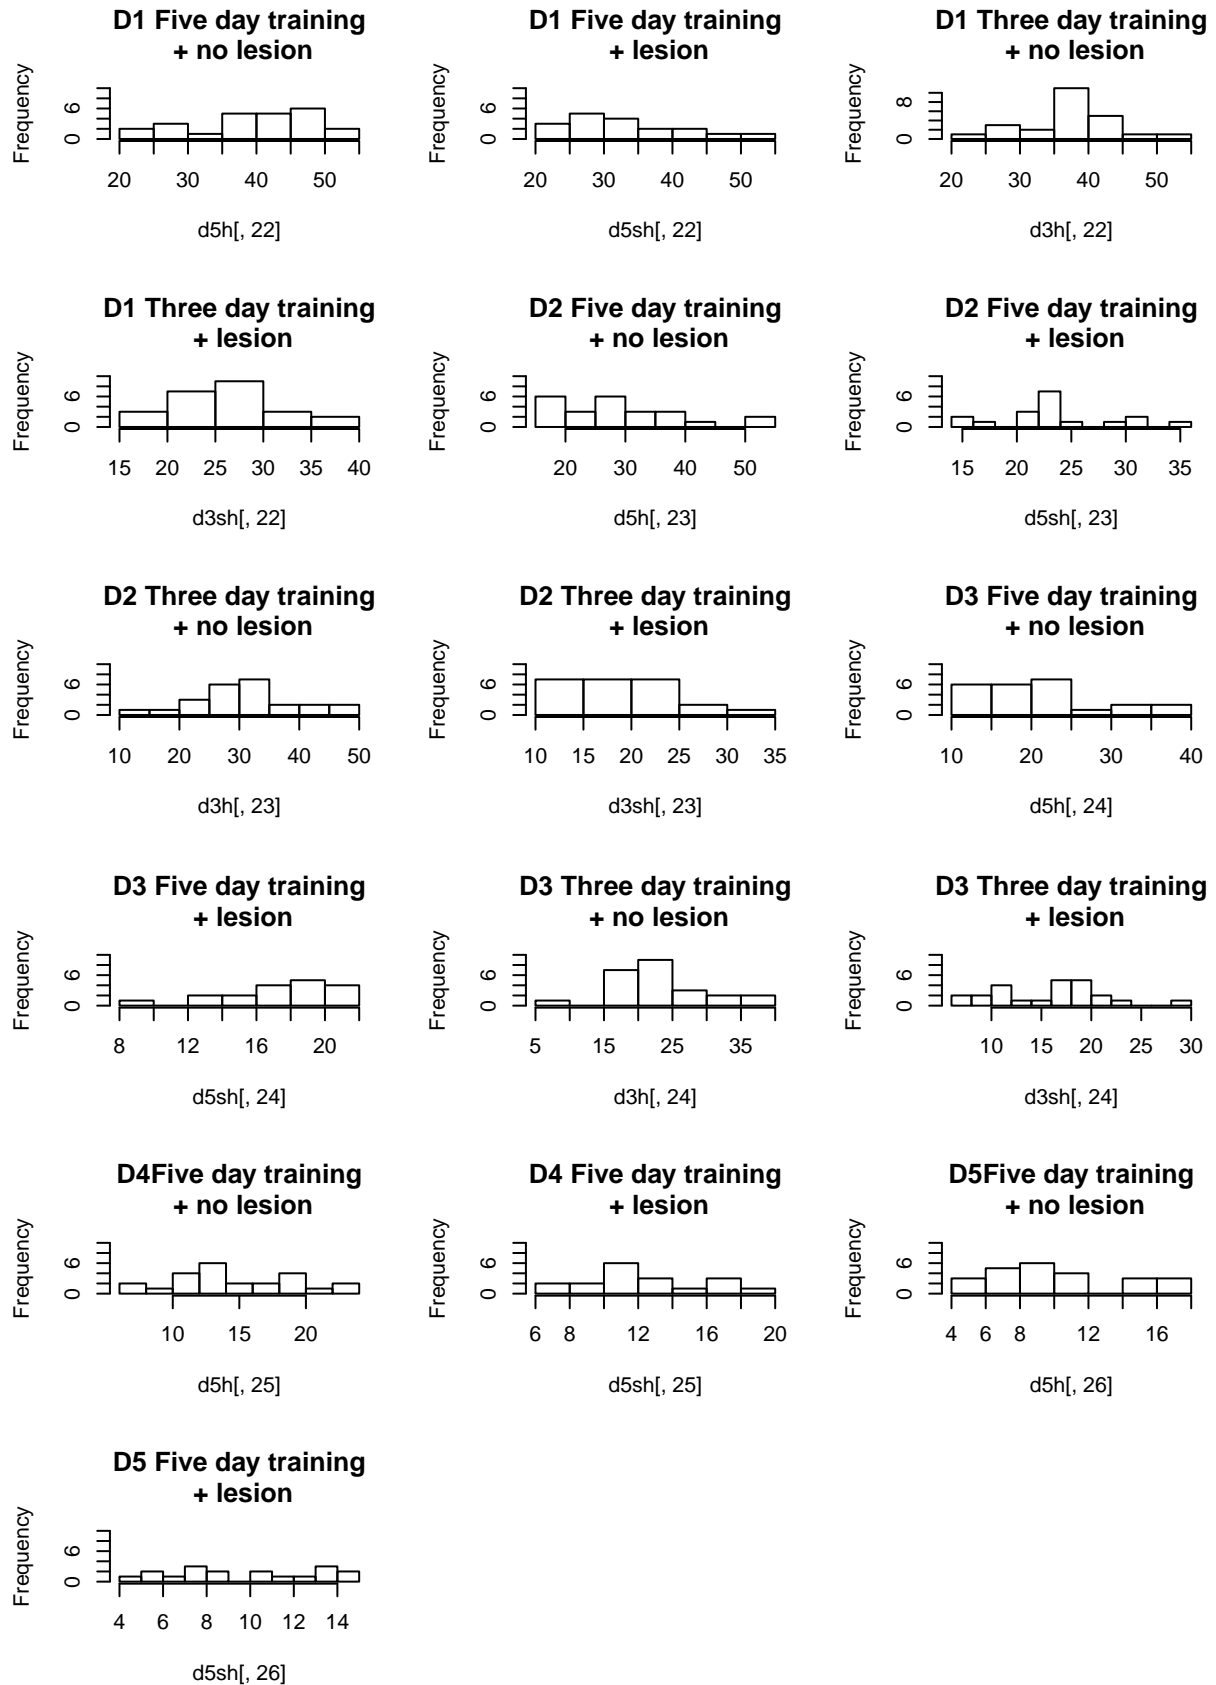 D1 Five day training
+ no lesion
Frequency
0 6
20 30 40 50
d5h[, 22]
D1 Five day training
+ lesion
Frequency
0 6
20 30 40 50
d5sh[, 22]
D1 Three day training
+ no lesion
Frequency
0 8
20 30 40 50
d3h[, 22]
D1 Three day training
+ lesion
Frequency
0 6
15 20 25 30 35 40
d3sh[, 22]
D2 Five day training
+ no lesion
Frequency
0 6
20 30 40 50
d5h[, 23]
D2 Five day training
+ lesion
Frequency
0 6
15 20 25 30 35
d5sh[, 23]
D2 Three day training
+ no lesion
Frequency
0 6
10 20 30 40 50
d3h[, 23]
D2 Three day training
+ lesion
Frequency
0 6
10 15 20 25 30 35
d3sh[, 23]
D3 Five day training
+ no lesion
Frequency
0 6
10 20 30 40
d5h[, 24]
D3 Five day training
+ lesion
Frequency
0 6
8 12 16 20
d5sh[, 24]
D3 Three day training
+ no lesion
Frequency
0 6
5 15 25 35
d3h[, 24]
D3 Three day training
+ lesion
Frequency
0 6
10 15 20 25 30
d3sh[, 24]
D4Five day training
+ no lesion
Frequency
0 6
10 15 20
d5h[, 25]
D4 Five day training
+ lesion
Frequency
0 6
6 8 12 16 20
d5sh[, 25]
D5Five day training
+ no lesion
Frequency
0 6
4 6 8 12 16
d5h[, 26]
D5 Five day training
+ lesion
Frequency
0 6
4 6 8 10 12 14
d5sh[, 26]